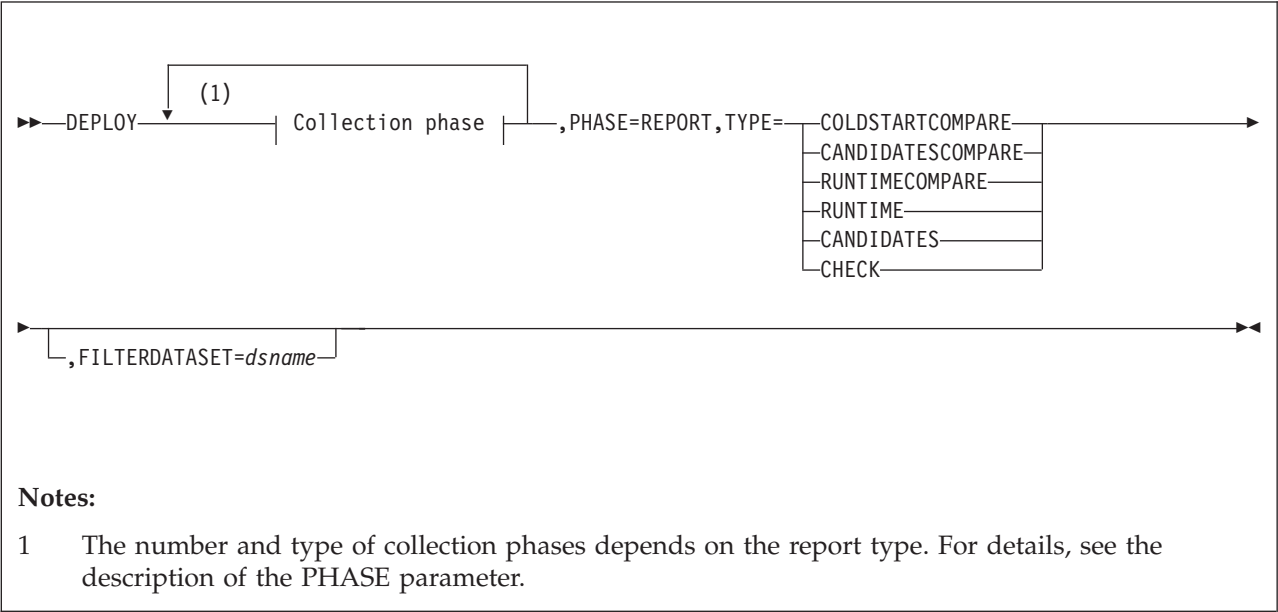 (1)
DEPLOY Collection phase ,PHASE=REPORT,TYPE= COLDSTARTCOMPARE
CANDIDATESCOMPARE
RUNTIMECOMPARE
RUNTIME
CANDIDATES
CHECK
,FILTERDATASET=dsname
Notes:
1 The number and type of collection phases depends on the report type. For details, see the
description of the PHASE parameter.